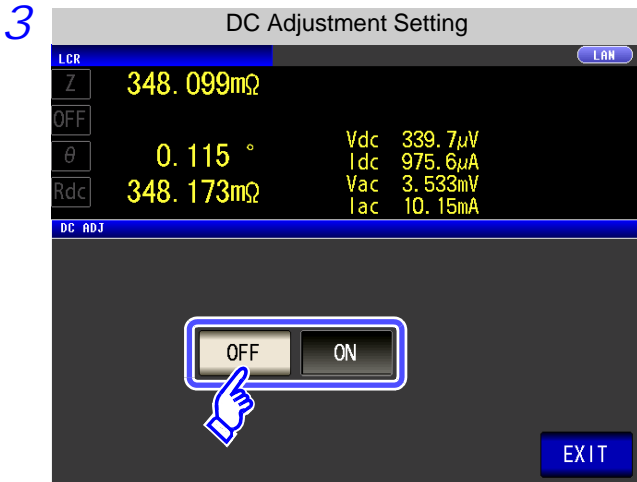 3
DC Adjustment Setting
LCR
LAN
Z 348.099mΩ
OFF
θ 0.115 °
Rdc 348.173mΩ
Vdc 339.7μV
Idc 975.6μA
Vac 3.533mV
Iac 10.15mA
DC ADJ
OFF ON
EXIT